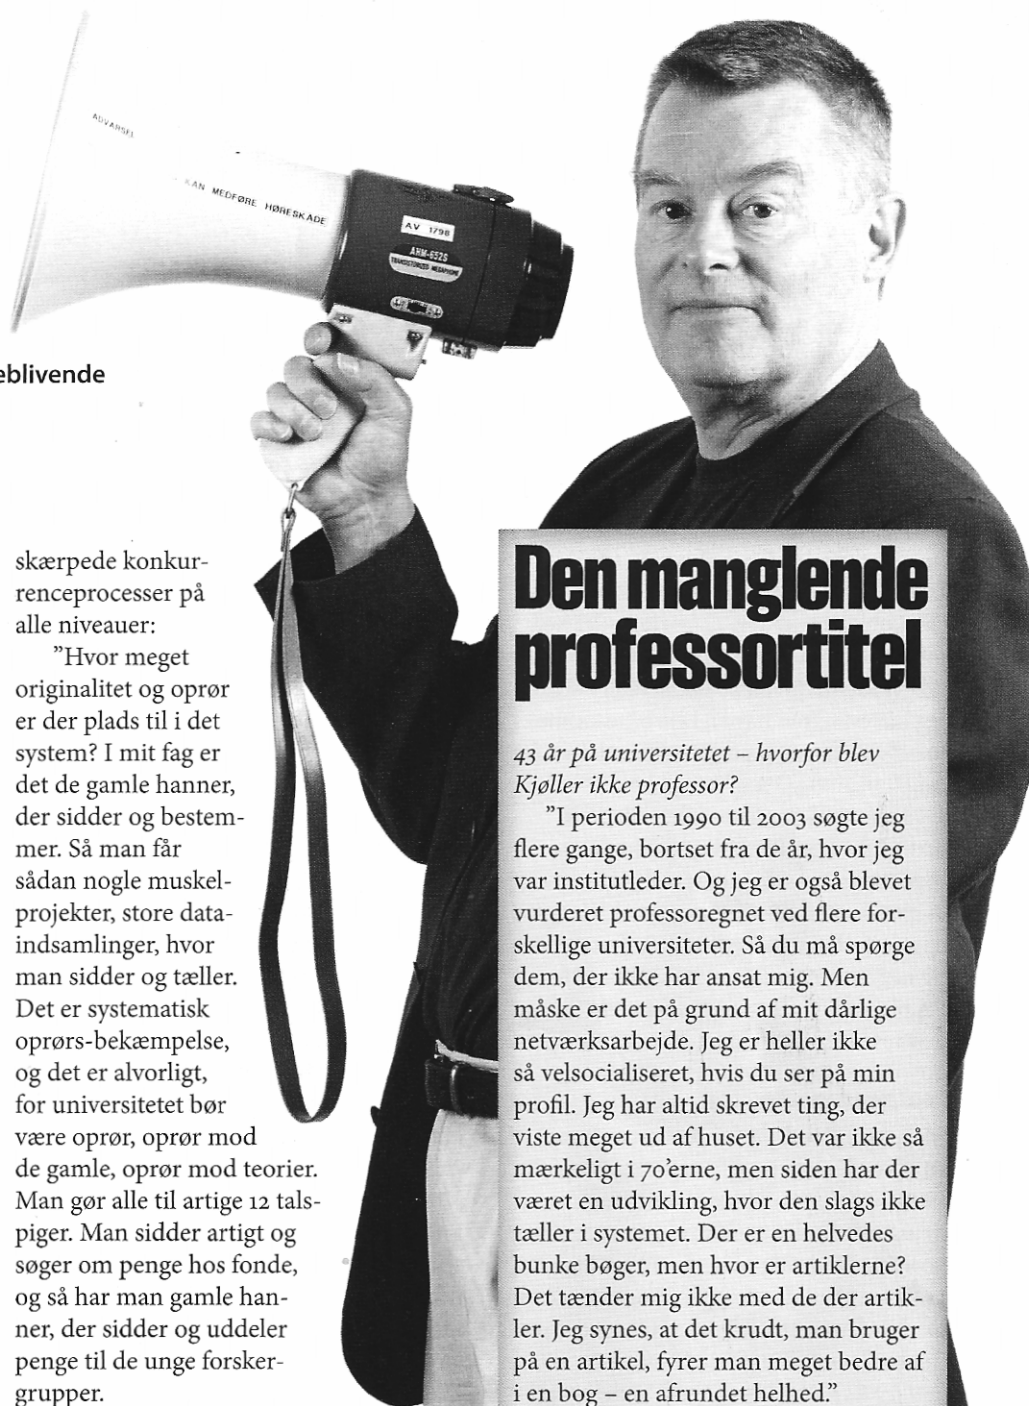 ADVARSEL
KAN MEDFØRE HØRESKADE
AV 1798
AHM-652S
TRANSISTORIZED MEGAPHONE
eblivende
skærpede konkur-
renceprocesser på
alle niveauer:
”Hvor meget
originalitet og oprør
er der plads til i det
system? I mit fag er
det de gamle hanner,
der sidder og bestem-
mer. Så man får
sådan nogle muskel-
projekter, store data-
indsamlinger, hvor
man sidder og tæller.
Det er systematisk
oprørs-bekæmpelse,
og det er alvorligt,
for universitetet bør
være oprør, oprør mod
de gamle, oprør mod teorier.
Man gør alle til artige 12 tals-
piger. Man sidder artigt og
søger om penge hos fonde,
og så har man gamle han-
ner, der sidder og uddeler
penge til de unge forsker-
grupper.
Den manglende
professortitel
43 år på universitetet – hvorfor blev
Kjøller ikke professor?
”I perioden 1990 til 2003 søgte jeg
flere gange, bortset fra de år, hvor jeg
var institutleder. Og jeg er også blevet
vurderet professoregnet ved flere for-
skellige universiteter. Så du må spørge
dem, der ikke har ansat mig. Men
måske er det på grund af mit dårlige
netværksarbejde. Jeg er heller ikke
så velsocialiseret, hvis du ser på min
profil. Jeg har altid skrevet ting, der
viste meget ud af huset. Det var ikke så
mærkeligt i 70’erne, men siden har der
været en udvikling, hvor den slags ikke
tæller i systemet. Der er en helvedes
bunke bøger, men hvor er artiklerne?
Det tænder mig ikke med de der artik-
ler. Jeg synes, at det krudt, man bruger
på en artikel, fyrer man meget bedre af
i en bog – en afrundet helhed.”